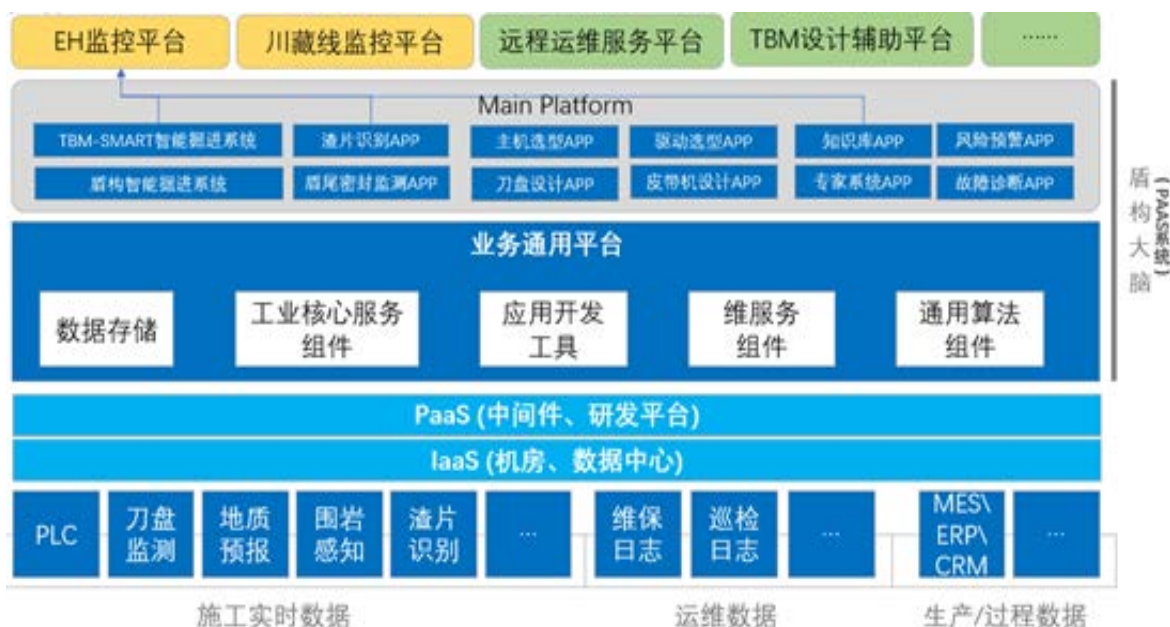 EH监控平台
川藏线监控平台
远程运维服务平台
TBM设计辅助平台
……
Main Platform
TBM-SMART智能掘进系统
渣片识别APP
主机选型APP
驱动选型APP
知识库APP
风险预警APP
盾构智能掘进系统
盾尾密封监测APP
刀盘设计APP
皮带机设计APP
专家系统APP
故障诊断APP
盾构大脑
(PAAS系统)
业务通用平台
数据存储
工业核心服务
组件
应用开发
工具
维服务
组件
通用算法
组件
PaaS (中间件、研发平台)
IaaS (机房、数据中心)
PLC
刀盘
监测
地质
预报
围岩
感知
渣片
识别
…
维保
日志
巡检
日志
…
MES\
ERP\
CRM
…
施工实时数据
运维数据
生产/过程数据